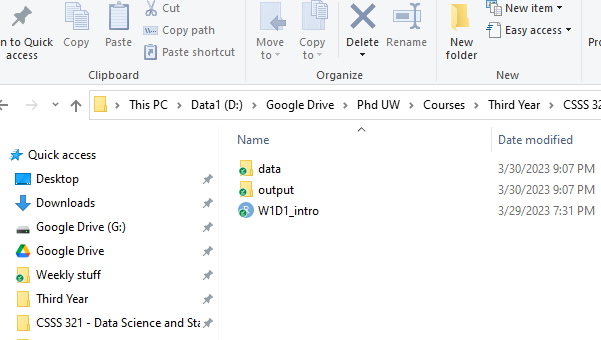 n to Quick
access
Copy
Paste
Cut
Copy path
Paste shortcut
Clipboard
Move
to
Copy
to
Delete
Rename
Organize
New
folder
New item
Easy access
New
This PC > Data1 (D:) > Google Drive > Phd UW > Courses > Third Year > CSSS 32
Name Date modified
Quick access
Desktop
Downloads
Google Drive (G:)
Google Drive
Weekly stuff
Third Year
CSSS 321 - Data Science and Sta
data 3/30/2023 9:07 PM
output 3/30/2023 9:07 PM
W1D1_intro 3/29/2023 7:31 PM